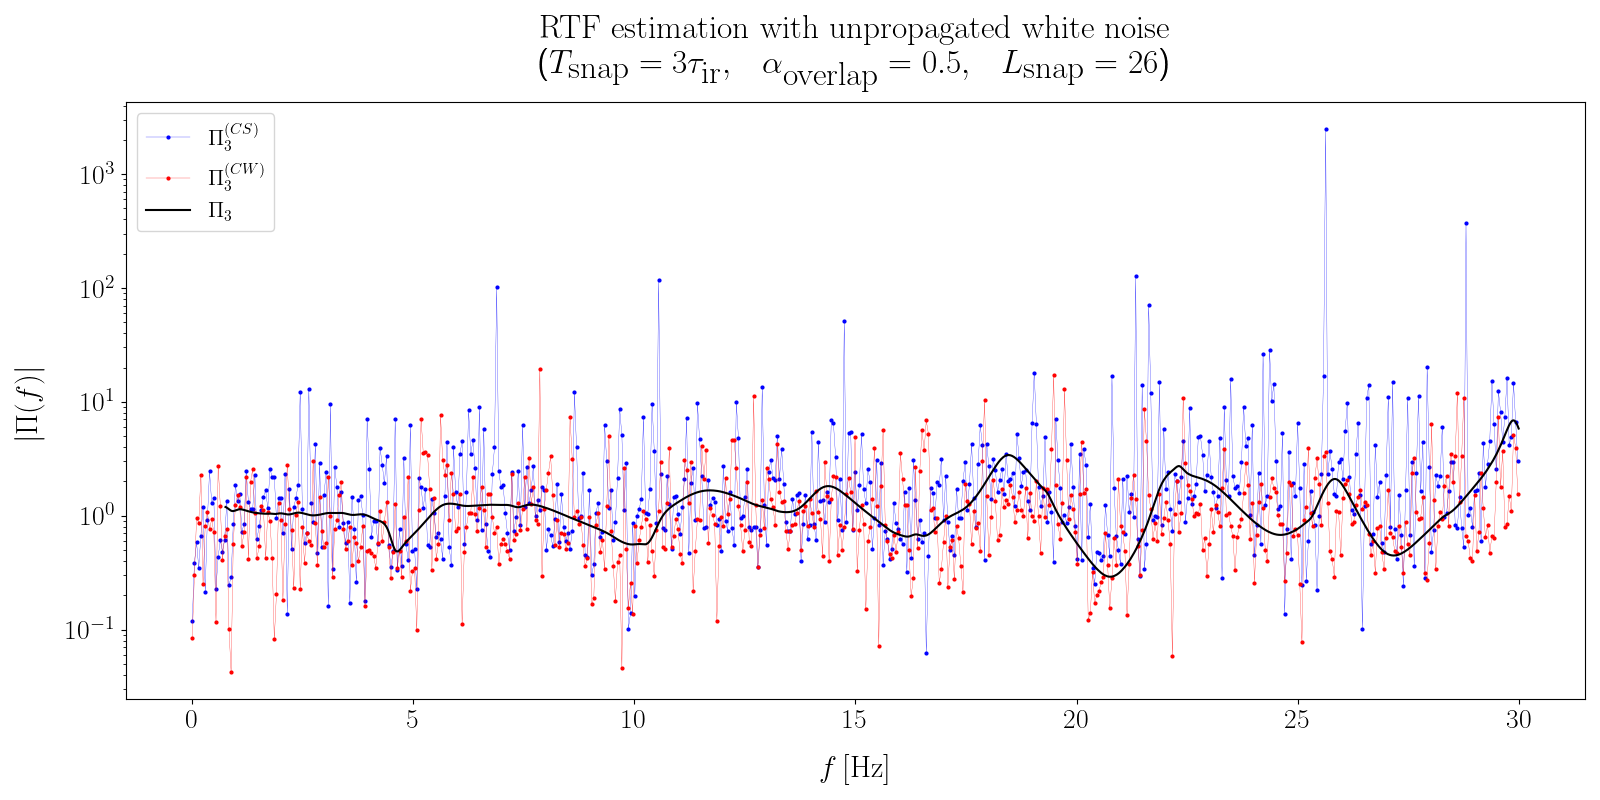 RTF estimation with unpropagated white noise
(T_snap = 3τ_ir, α_overlap = 0.5, L_snap = 26)
Π_3^(CS)
Π_3^(CW)
Π_3
|Π(f)|
10^3
10^2
10^1
10^0
10^−1
0 5 10 15 20 25 30
f [Hz]